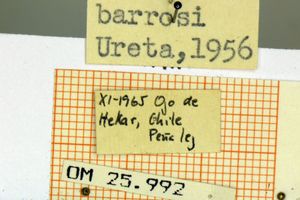 barrosi
Ureta, 1956
XI-1965 Ojo de
Hekar, Chile
Peña leg
OM 25.992